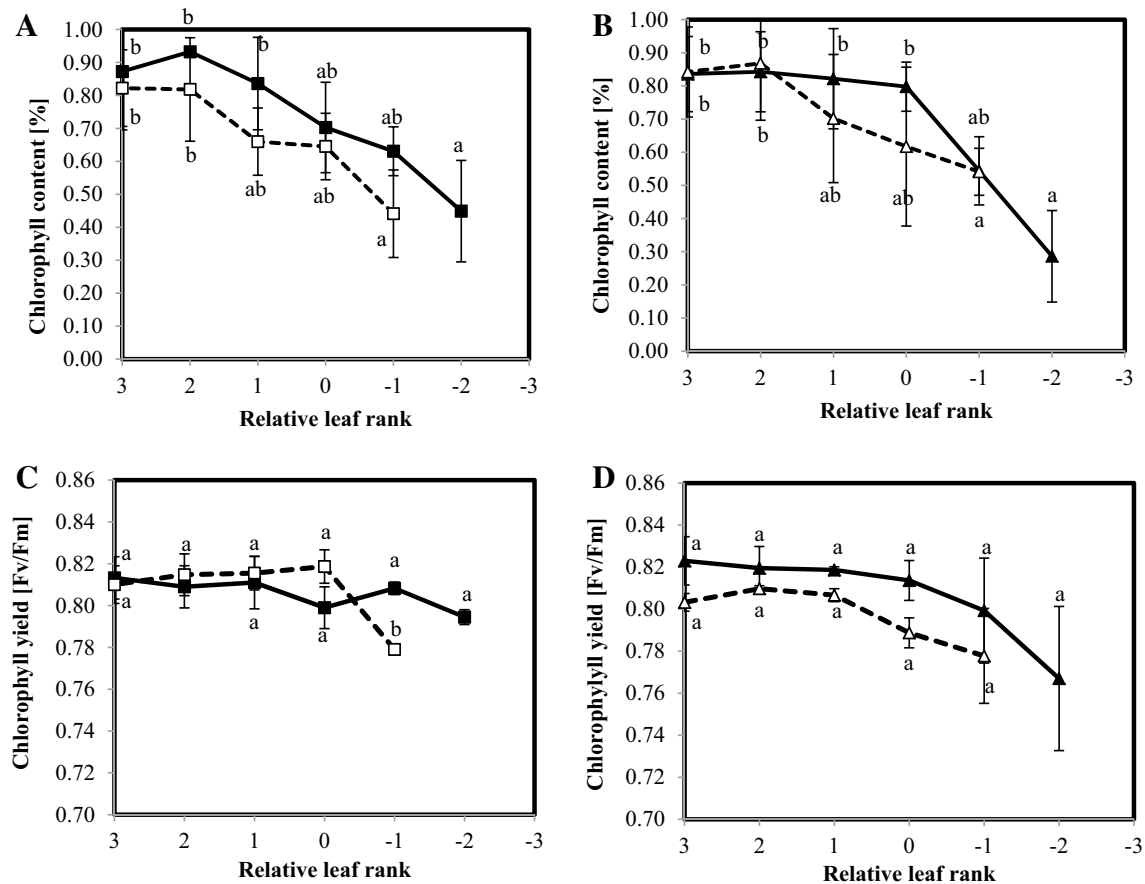 A
Chlorophyll content [%]
1.00
0.90
0.80
0.70
0.60
0.50
0.40
0.30
0.20
0.10
0.00
b b b ab ab a
b b ab ab a
3 2 1 0 -1 -2 -3
Relative leaf rank
B
Chlorophyll content [%]
1.00
0.90
0.80
0.70
0.60
0.50
0.40
0.30
0.20
0.10
0.00
b b b b ab a
b b ab ab a
3 2 1 0 -1 -2 -3
Relative leaf rank
C
Chlorophyll yield [Fv/Fm]
0.86
0.84
0.82
0.80
0.78
0.76
0.74
0.72
0.70
a a a a a a
a a a b
3 2 1 0 -1 -2 -3
Relative leaf rank
D
Chlorophylyll yield [Fv/Fm]
0.86
0.84
0.82
0.80
0.78
0.76
0.74
0.72
0.70
a a a a a a
a a a a a
3 2 1 0 -1 -2 -3
Relative leaf rank